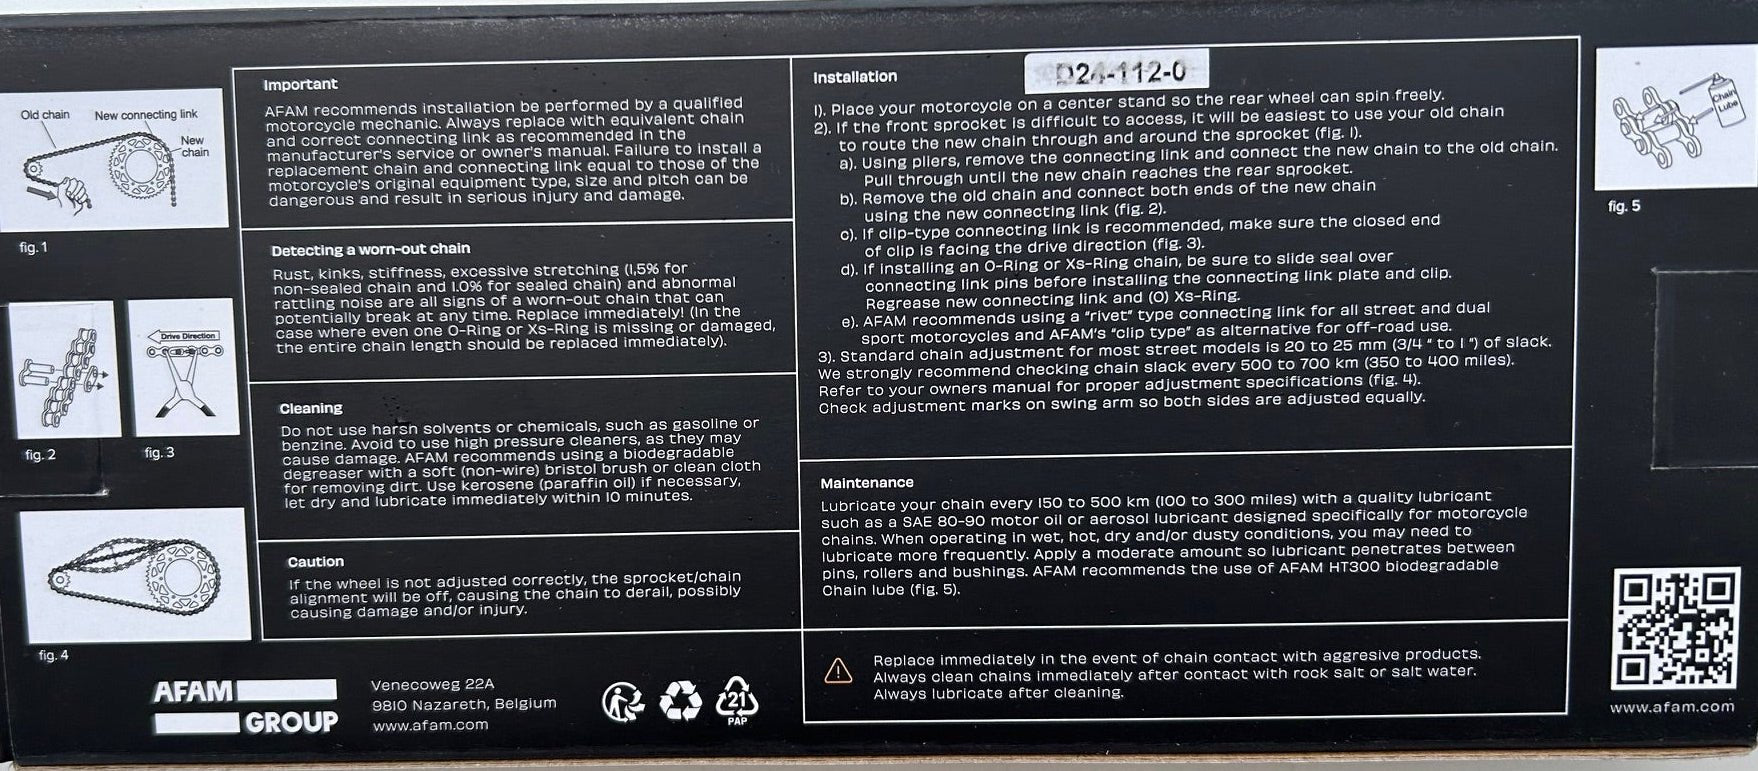 Old chain
New connecting link
New
chain
fig. 1
Drive Direction
fig. 2
fig. 3
fig. 4
Important
AFAM recommends installation be performed by a qualified
motorcycle mechanic. Always replace with equivalent chain
and correct connecting link as recommended in the
manufacturer's service or owner's manual. Failure to install a
replacement chain and connecting link equal to those of the
motorcycle's original equipment type, size and pitch can be
dangerous and result in serious injury and damage.
Detecting a worn-out chain
Rust, kinks, stiffness, excessive stretching (1,5% for
non-sealed chain and 1.0% for sealed chain) and abnormal
rattling noise are all signs of a worn-out chain that can
potentially break at any time. Replace immediately! (In the
case where even one O-Ring or Xs-Ring is missing or damaged,
the entire chain length should be replaced immediately).
Cleaning
Do not use harsh solvents or chemicals, such as gasoline or
benzine. Avoid to use high pressure cleaners, as they may
cause damage. AFAM recommends using a biodegradable
degreaser with a soft (non-wire) bristol brush or clean cloth
for removing dirt. Use kerosene (paraffin oil) if necessary,
let dry and lubricate immediately within 10 minutes.
Caution
If the wheel is not adjusted correctly, the sprocket/chain
alignment will be off, causing the chain to derail, possibly
causing damage and/or injury.
AFAM
GROUP
Venecoweg 22A
9810 Nazareth, Belgium
www.afam.com
21
PAP
Installation
D24-112-0
1). Place your motorcycle on a center stand so the rear wheel can spin freely.
2). If the front sprocket is difficult to access, it will be easiest to use your old chain
to route the new chain through and around the sprocket (fig. 1).
a). Using pliers, remove the connecting link and connect the new chain to the old chain.
Pull through until the new chain reaches the rear sprocket.
b). Remove the old chain and connect both ends of the new chain
using the new connecting link (fig. 2).
c). If clip-type connecting link is recommended, make sure the closed end
of clip is facing the drive direction (fig. 3).
d). If installing an O-Ring or Xs-Ring chain, be sure to slide seal over
connecting link pins before installing the connecting link plate and clip.
Regrease new connecting link and (O) Xs-Ring.
e). AFAM recommends using a "rivet" type connecting link for all street and dual
sport motorcycles and AFAM's "clip type" as alternative for off-road use.
3). Standard chain adjustment for most street models is 20 to 25 mm (3/4 " to 1 ") of slack.
We strongly recommend checking chain slack every 500 to 700 km (350 to 400 miles).
Refer to your owners manual for proper adjustment specifications (fig. 4).
Check adjustment marks on swing arm so both sides are adjusted equally.
Maintenance
Lubricate your chain every 150 to 500 km (100 to 300 miles) with a quality lubricant
such as a SAE 80-90 motor oil or aerosol lubricant designed specifically for motorcycle
chains. When operating in wet, hot, dry and/or dusty conditions, you may need to
lubricate more frequently. Apply a moderate amount so lubricant penetrates between
pins, rollers and bushings. AFAM recommends the use of AFAM HT300 biodegradable
Chain lube (fig. 5).
Replace immediately in the event of chain contact with aggresive products.
Always clean chains immediately after contact with rock salt or salt water.
Always lubricate after cleaning.
Chain
Lube
fig. 5
www.afam.com